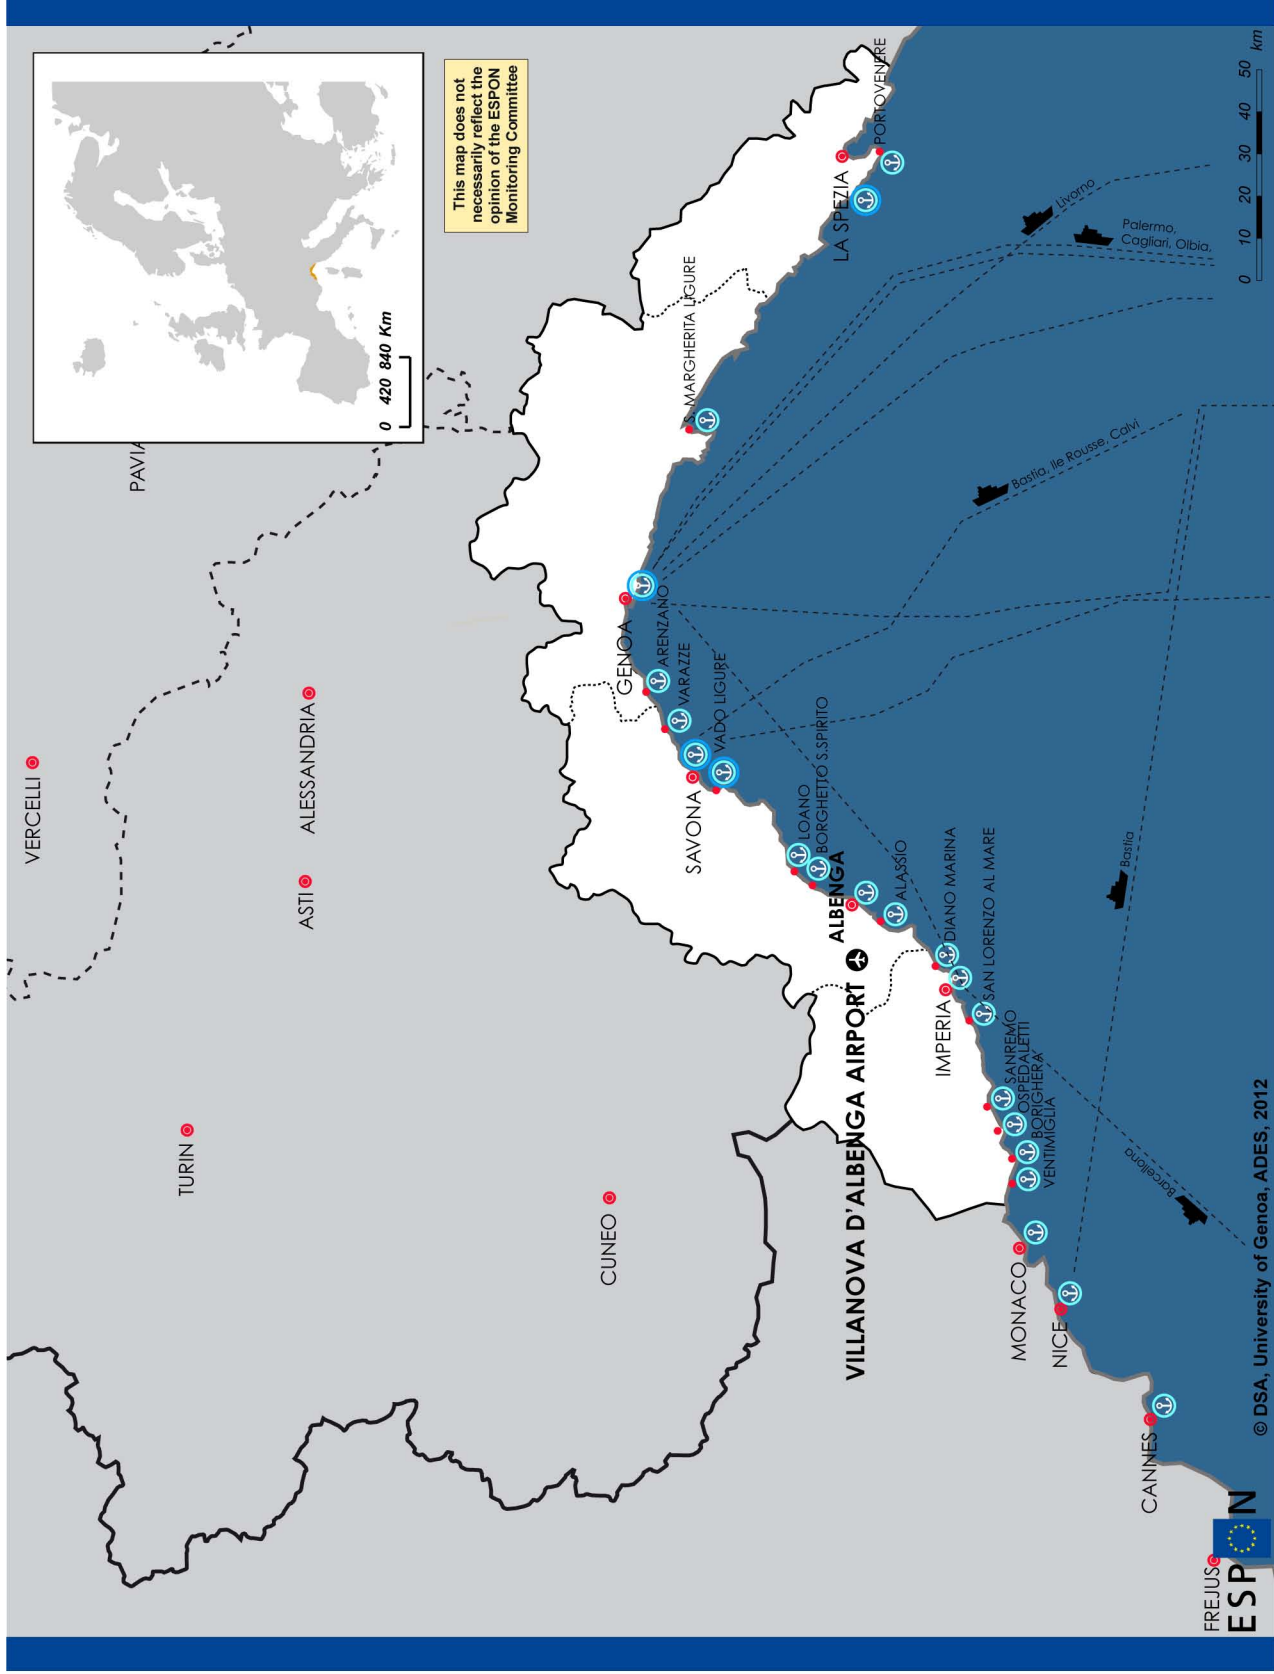 0 420 840 Km
This map does not
necessarily reflect the
opinion of the ESPON
Monitoring Committee
VERCELLI
ASTI
ALESSANDRIA
TURIN
CUNEO
LA SPEZIA
PORTOVENERE
S. MARGHERITA LIGURE
GENOA
ARENZANO
VARAZZE
SAVONA
VADO LIGURE
LOANO
BORGHETTO S.SPIRITO
ALBENGA
VILLANOVA D'ALBENGA AIRPORT
ALASSIO
IMPERIA
DIANO MARINA
SAN LORENZO AL MARE
SANREMO
OSPEDALETTI
BORIGHERA
VENTIMIGLIA
MONACO
NICE
CANNES
FREJUS
Livorno
Palermo,
Cagliari, Olbia,
Bastia, Ile Rousse, Calvi
Bastia
Barcellona
0 10 20 30 40 50 km
ESP N
© DSA, University of Genoa, ADES, 2012